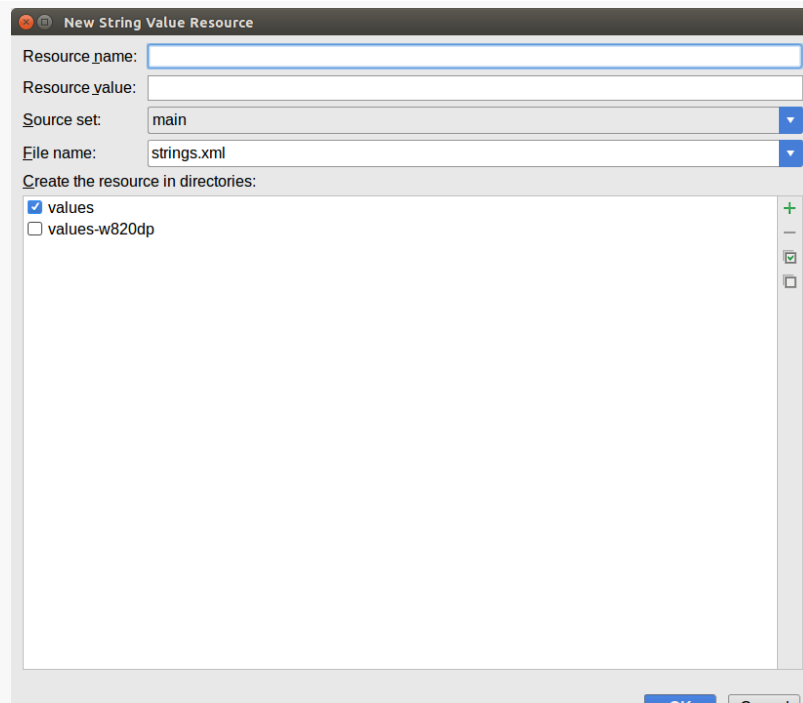 New String Value Resource
Resource name:
Resource value:
Source set: main
File name: strings.xml
Create the resource in directories:
values
values-w820dp